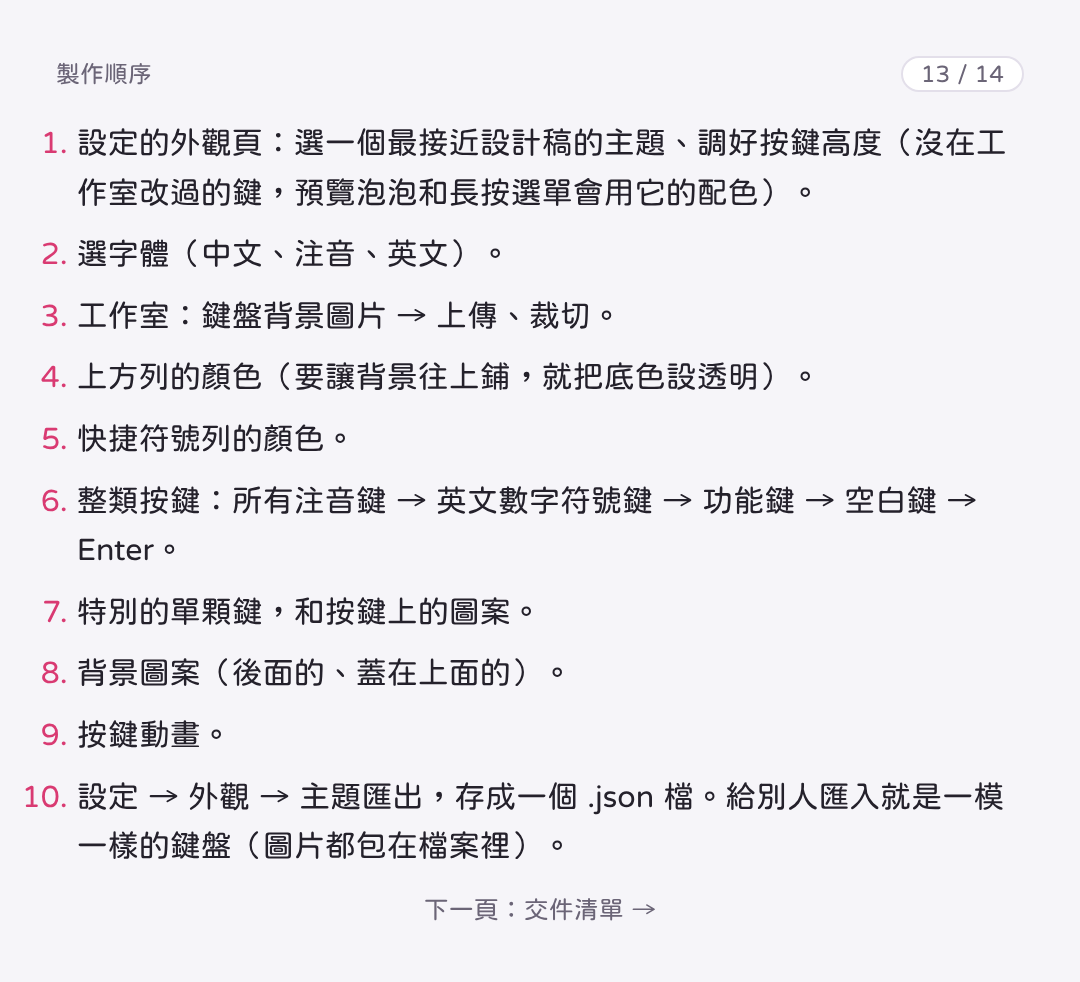 製作順序
13 / 14
1. 設定的外觀頁：選一個最接近設計稿的主題、調好按鍵高度（沒在工
作室改過的鍵，預覽泡泡和長按選單會用它的配色）。
2. 選字體（中文、注音、英文）。
3. 工作室：鍵盤背景圖片 → 上傳、裁切。
4. 上方列的顏色（要讓背景往上鋪，就把底色設透明）。
5. 快捷符號列的顏色。
6. 整類按鍵：所有注音鍵 → 英文數字符號鍵 → 功能鍵 → 空白鍵 →
Enter。
7. 特別的單顆鍵，和按鍵上的圖案。
8. 背景圖案（後面的、蓋在上面的）。
9. 按鍵動畫。
10. 設定 → 外觀 → 主題匯出，存成一個 .json 檔。給別人匯入就是一模
一樣的鍵盤（圖片都包在檔案裡）。
下一頁：交件清單 →